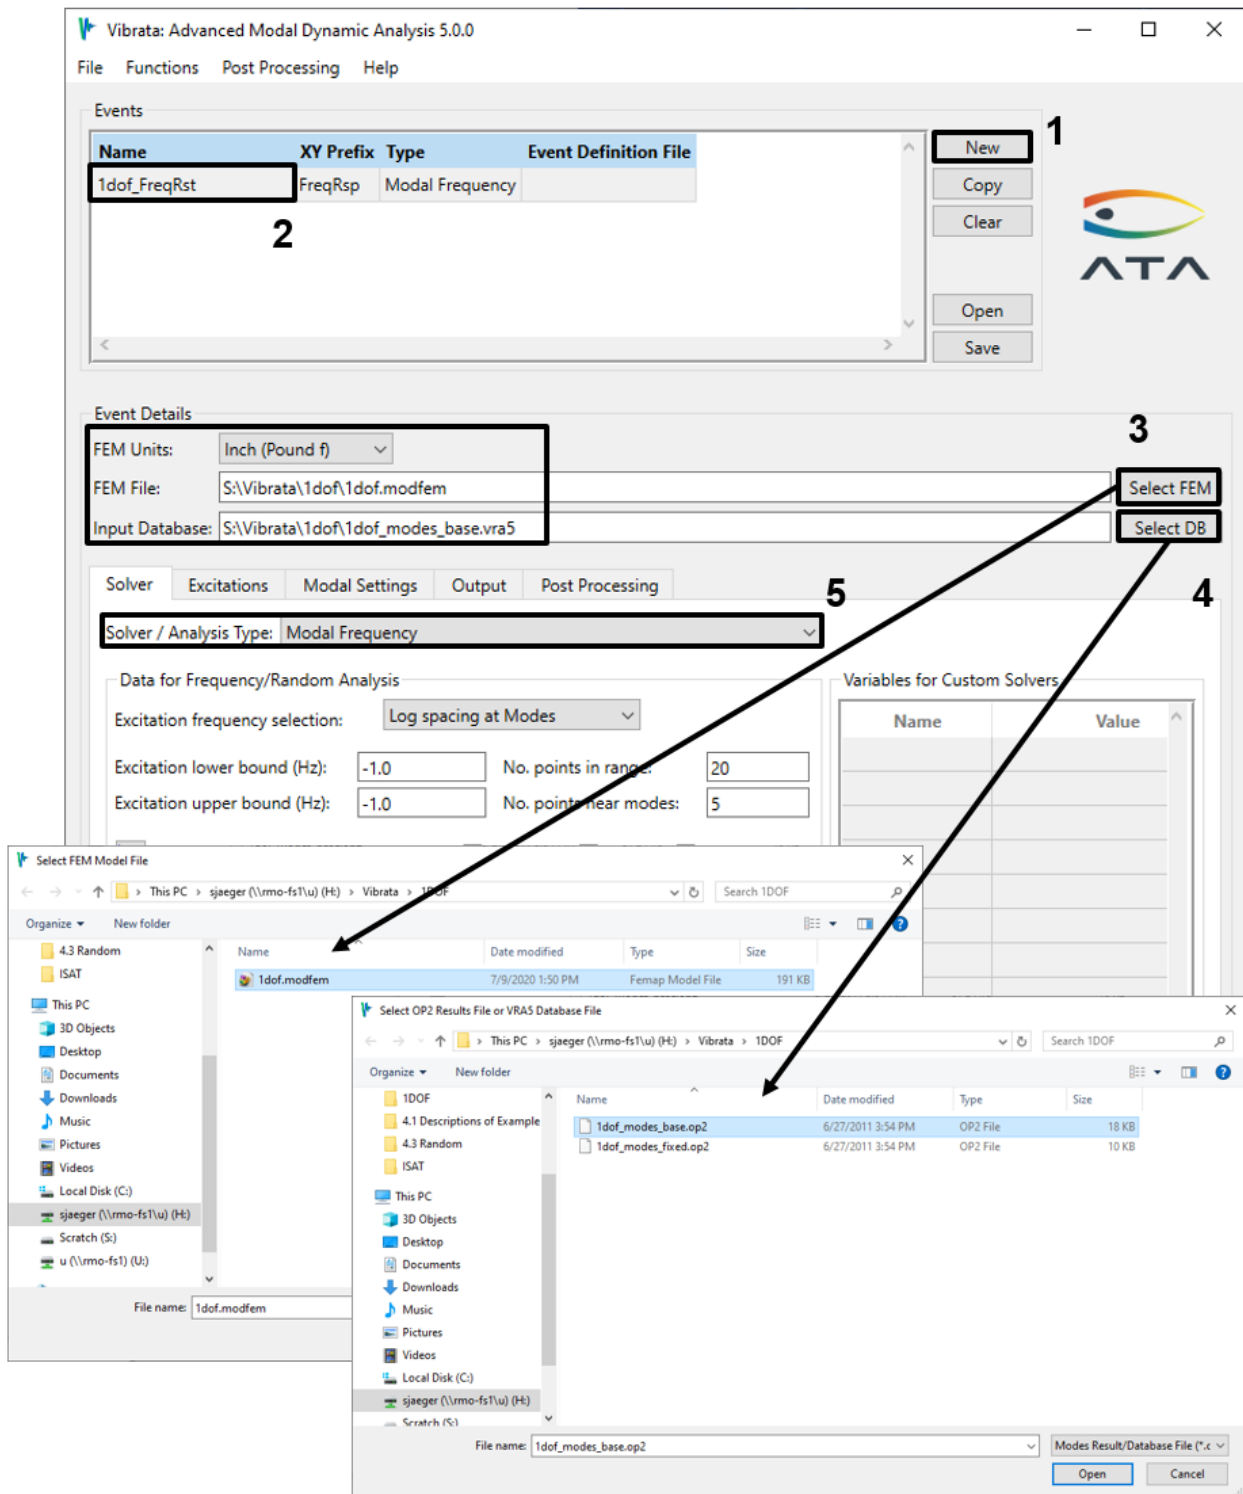 Vibrata: Advanced Modal Dynamic Analysis 5.0.0
File Functions Post Processing Help
Events
1
Name XY Prefix Type Event Definition File
New
1dof_FreqRst FreqRsp Modal Frequency
Copy
2
Clear
ATA
Open
Save
Event Details
3
FEM Units: Inch (Pound f)
FEM File: S:\Vibrata\1dof\1dof.modfem Select FEM
Input Database: S:\Vibrata\1dof\1dof_modes_base.vra5 Select DB
Solver Excitations Modal Settings Output Post Processing
5 4
Solver / Analysis Type: Modal Frequency
Data for Frequency/Random Analysis Variables for Custom Solvers
Excitation frequency selection: Log spacing at Modes Name Value
Excitation lower bound (Hz): -1.0 No. points in range: 20
Excitation upper bound (Hz): -1.0 No. points near modes: 5
Select FEM Model File
This PC > sjaeger (\\rmo-fs1\u) (H:) > Vibrata > 1DOF Search 1DOF
Organize New folder
4.3 Random Name Date modified Type Size
ISAT 1dof.modfem 7/9/2020 1:50 PM Femap Model File 191 KB
This PC
3D Objects
Desktop
Documents
Downloads
Music
Pictures
Videos
Local Disk (C:)
sjaeger (\\rmo-fs1\u) (H:)
Scratch (S:)
u (\\rmo-fs1) (U:)
File name: 1dof.modfem
Select OP2 Results File or VRA5 Database File
This PC > sjaeger (\\rmo-fs1\u) (H:) > Vibrata > 1DOF Search 1DOF
Organize New folder
1DOF Name Date modified Type Size
4.1 Descriptions of Example 1dof_modes_base.op2 6/27/2011 3:54 PM OP2 File 18 KB
4.3 Random 1dof_modes_fixed.op2 6/27/2011 3:54 PM OP2 File 10 KB
ISAT
This PC
3D Objects
Desktop
Documents
Downloads
Music
Pictures
Videos
Local Disk (C:)
sjaeger (\\rmo-fs1\u) (H:)
Scratch (S:)
File name: 1dof_modes_base.op2 Modes Result/Database File (*.c
Open Cancel